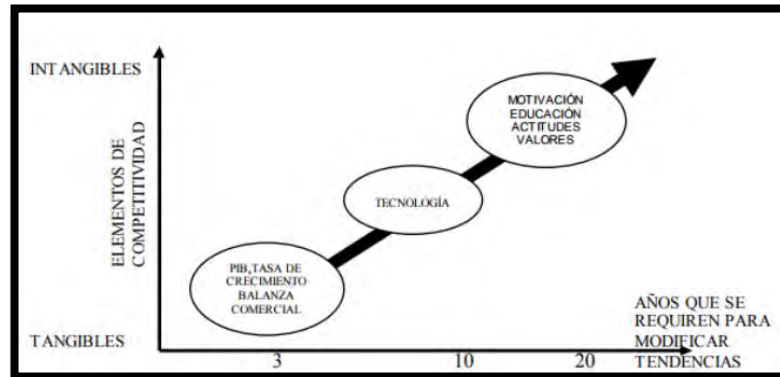 INTANGIBLES
ELEMENTOS DE
COMPETITIVIDAD
TANGIBLES
MOTIVACIÓN
EDUCACIÓN
ACTITUDES
VALORES
TECNOLOGÍA
PIB, TASA DE
CRECIMIENTO
BALANZA
COMERCIAL
3
10
20
AÑOS QUE SE
REQUIREN PARA
MODIFICAR
TENDENCIAS